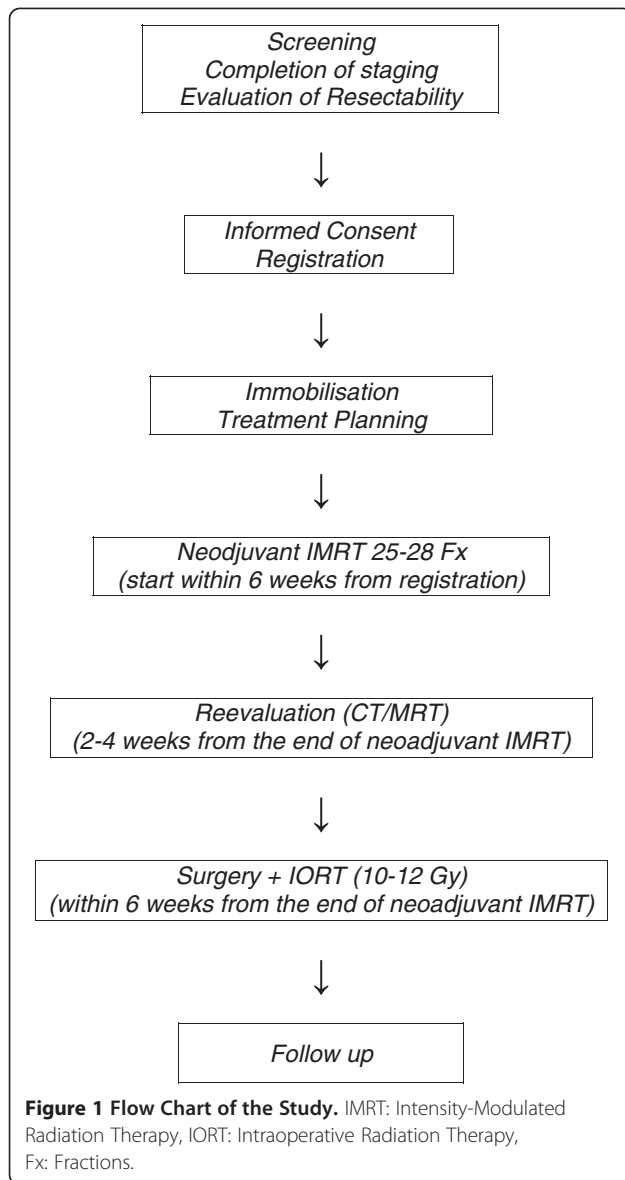 Screening
Completion of staging
Evaluation of Resectability
↓
Informed Consent
Registration
↓
Immobilisation
Treatment Planning
↓
Neodjuvant IMRT 25-28 Fx
(start within 6 weeks from registration)
↓
Reevaluation (CT/MRT)
(2-4 weeks from the end of neoadjuvant IMRT)
↓
Surgery + IORT (10-12 Gy)
(within 6 weeks from the end of neoadjuvant IMRT)
↓
Follow up
Figure 1 Flow Chart of the Study. IMRT: Intensity-Modulated
Radiation Therapy, IORT: Intraoperative Radiation Therapy,
Fx: Fractions.